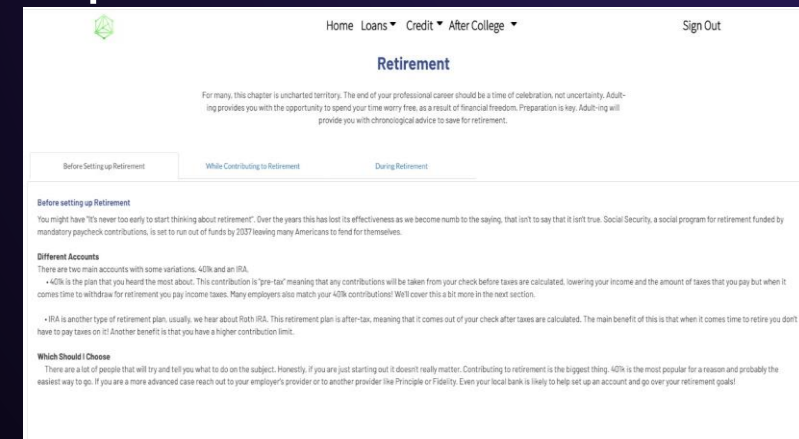 Home Loans ▾ Credit ▾ After College ▾ Sign Out
Retirement
For many, this chapter is uncharted territory. The end of your professional career should be a time of celebration, not uncertainty. Adult-
ing provides you with the opportunity to spend your time worry free, as a result of financial freedom. Preparation is key. Adult-ing will
provide you with chronological advice to save for retirement.
Before Setting up Retirement While Contributing to Retirement During Retirement
Before setting up Retirement
You might have "It's never too early to start thinking about retirement". Over the years this has lost its effectiveness as we become numb to the saying, that isn't to say that it isn't true. Social Security, a social program for retirement funded by
mandatory paycheck contributions, is set to run out of funds by 2037 leaving many Americans to fend for themselves.
Different Accounts
There are two main accounts with some variations. 401k and an IRA.
• 401k is the plan that you heard the most about. This contribution is "pre-tax" meaning that any contributions will be taken from your check before taxes are calculated, lowering your income and the amount of taxes that you pay but when it
comes time to withdraw for retirement you pay income taxes. Many employers also match your 401k contributions! We'll cover this a bit more in the next section.
• IRA is another type of retirement plan, usually, we hear about Roth IRA. This retirement plan is after-tax, meaning that it comes out of your check after taxes are calculated. The main benefit of this is that when it comes time to retire you don't
have to pay taxes on it! Another benefit is that you have a higher contribution limit.
Which Should I Choose
There are a lot of people that will try and tell you what to do on the subject. Honestly, if you are just starting out it doesn't really matter. Contributing to retirement is the biggest thing. 401k is the most popular for a reason and probably the
easiest way to go. If you are a more advanced case reach out to your employer's provider or to another provider like Principle or Fidelity. Even your local bank is likely to help set up an account and go over your retirement goals!